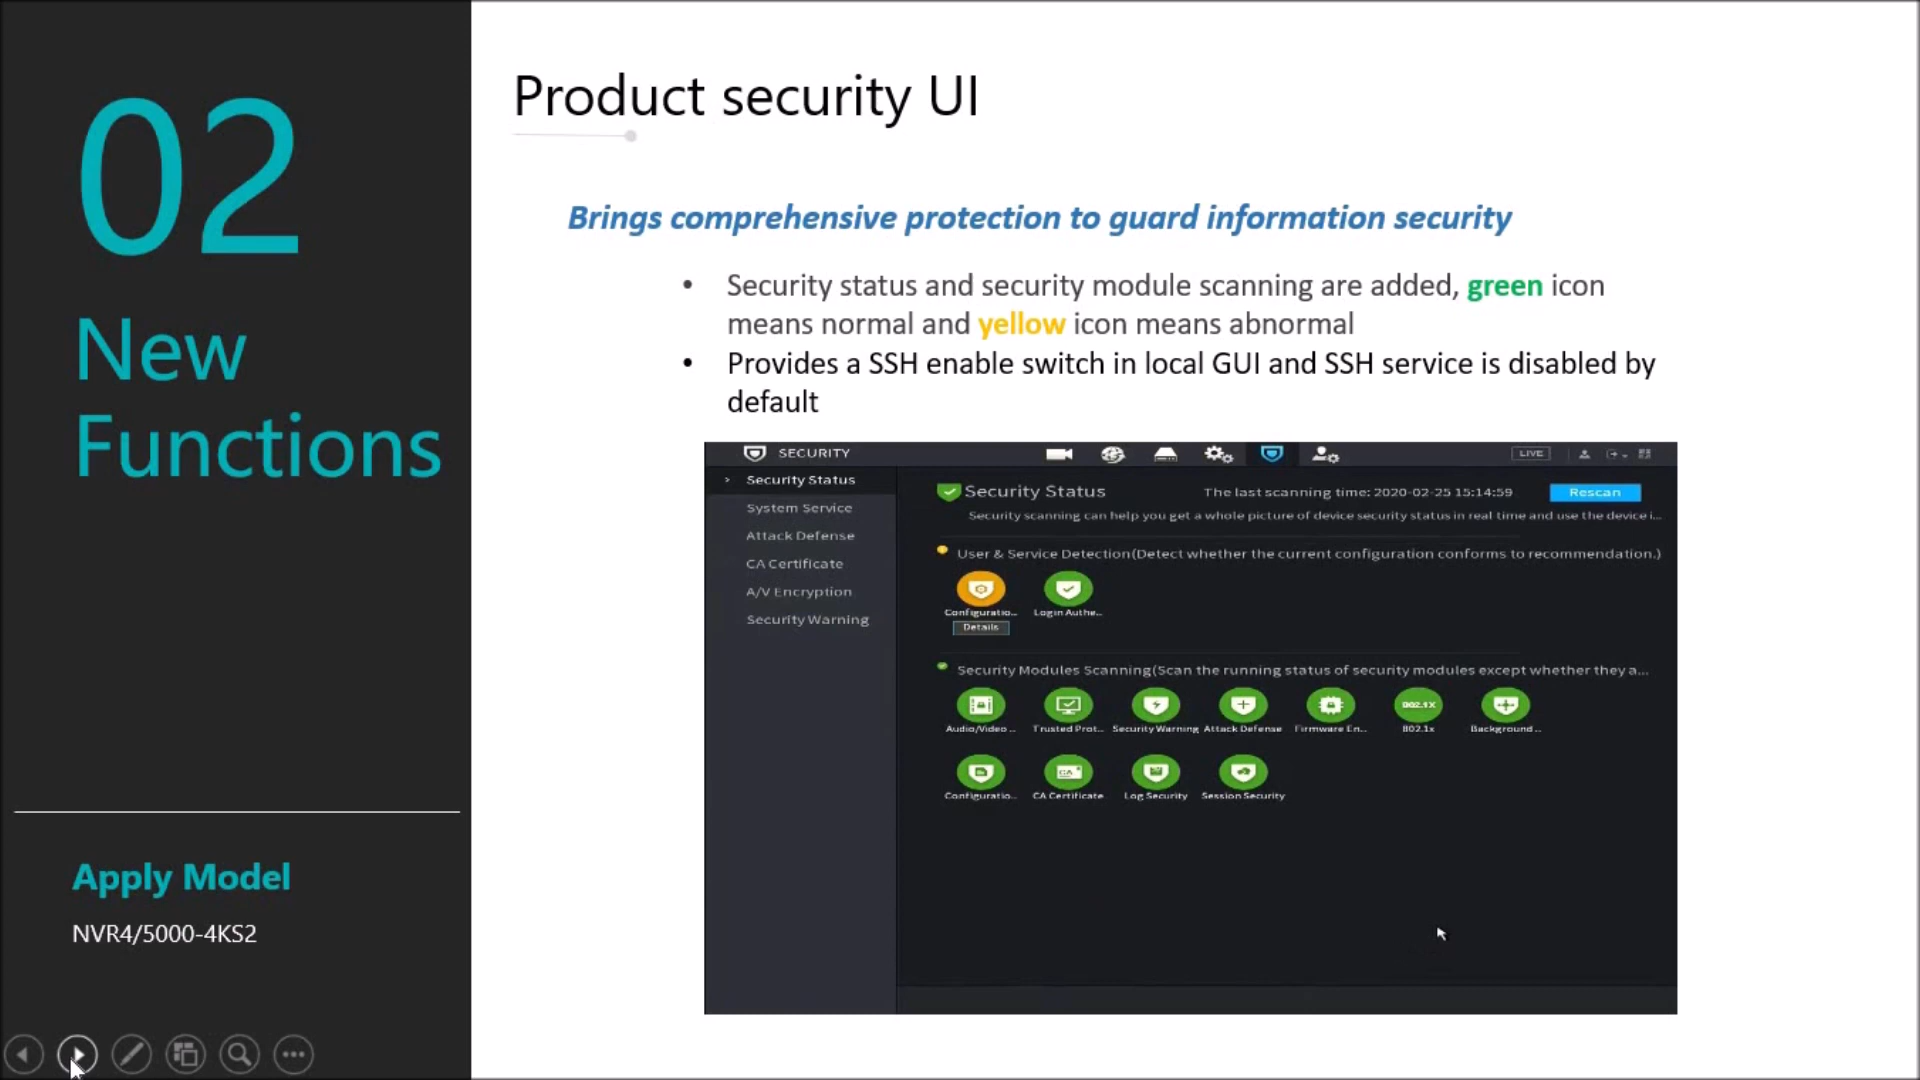 02
New
Functions
Apply Model
NVR4/5000-4KS2
Product security UI
Brings comprehensive protection to guard information security
• Security status and security module scanning are added, green icon
means normal and yellow icon means abnormal
• Provides a SSH enable switch in local GUI and SSH service is disabled by
default
SECURITY
LIVE
> Security Status
System Service
Attack Defense
CA Certificate
A/V Encryption
Security Warning
Security Status
The last scanning time: 2020-02-25 15:14:59
Rescan
Security scanning can help you get a whole picture of device security status in real time and use the device i...
User & Service Detection(Detect whether the current configuration conforms to recommendation.)
Configuratio... Login Authe...
Details
Security Modules Scanning(Scan the running status of security modules except whether they a...
802.1X
Audio/Video ... Trusted Prot... Security Warning Attack Defense Firmware En... 802.1x Background ...
CA
Configuratio... CA Certificate Log Security Session Security